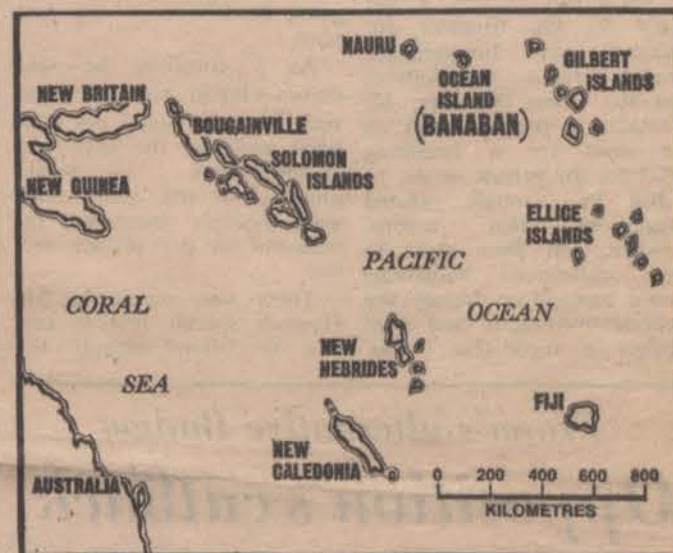 NAURU
OCEAN
ISLAND
(BANABAN)
GILBERT
ISLANDS
NEW BRITAIN
BOUGAINVILLE
SOLOMON
ISLANDS
NEW GUINEA
ELLICE
ISLANDS
PACIFIC
OCEAN
CORAL
SEA
NEW
HEBRIDES
FIJI
NEW
CALEDONIA
AUSTRALIA
0 200 400 600 800
KILOMETRES